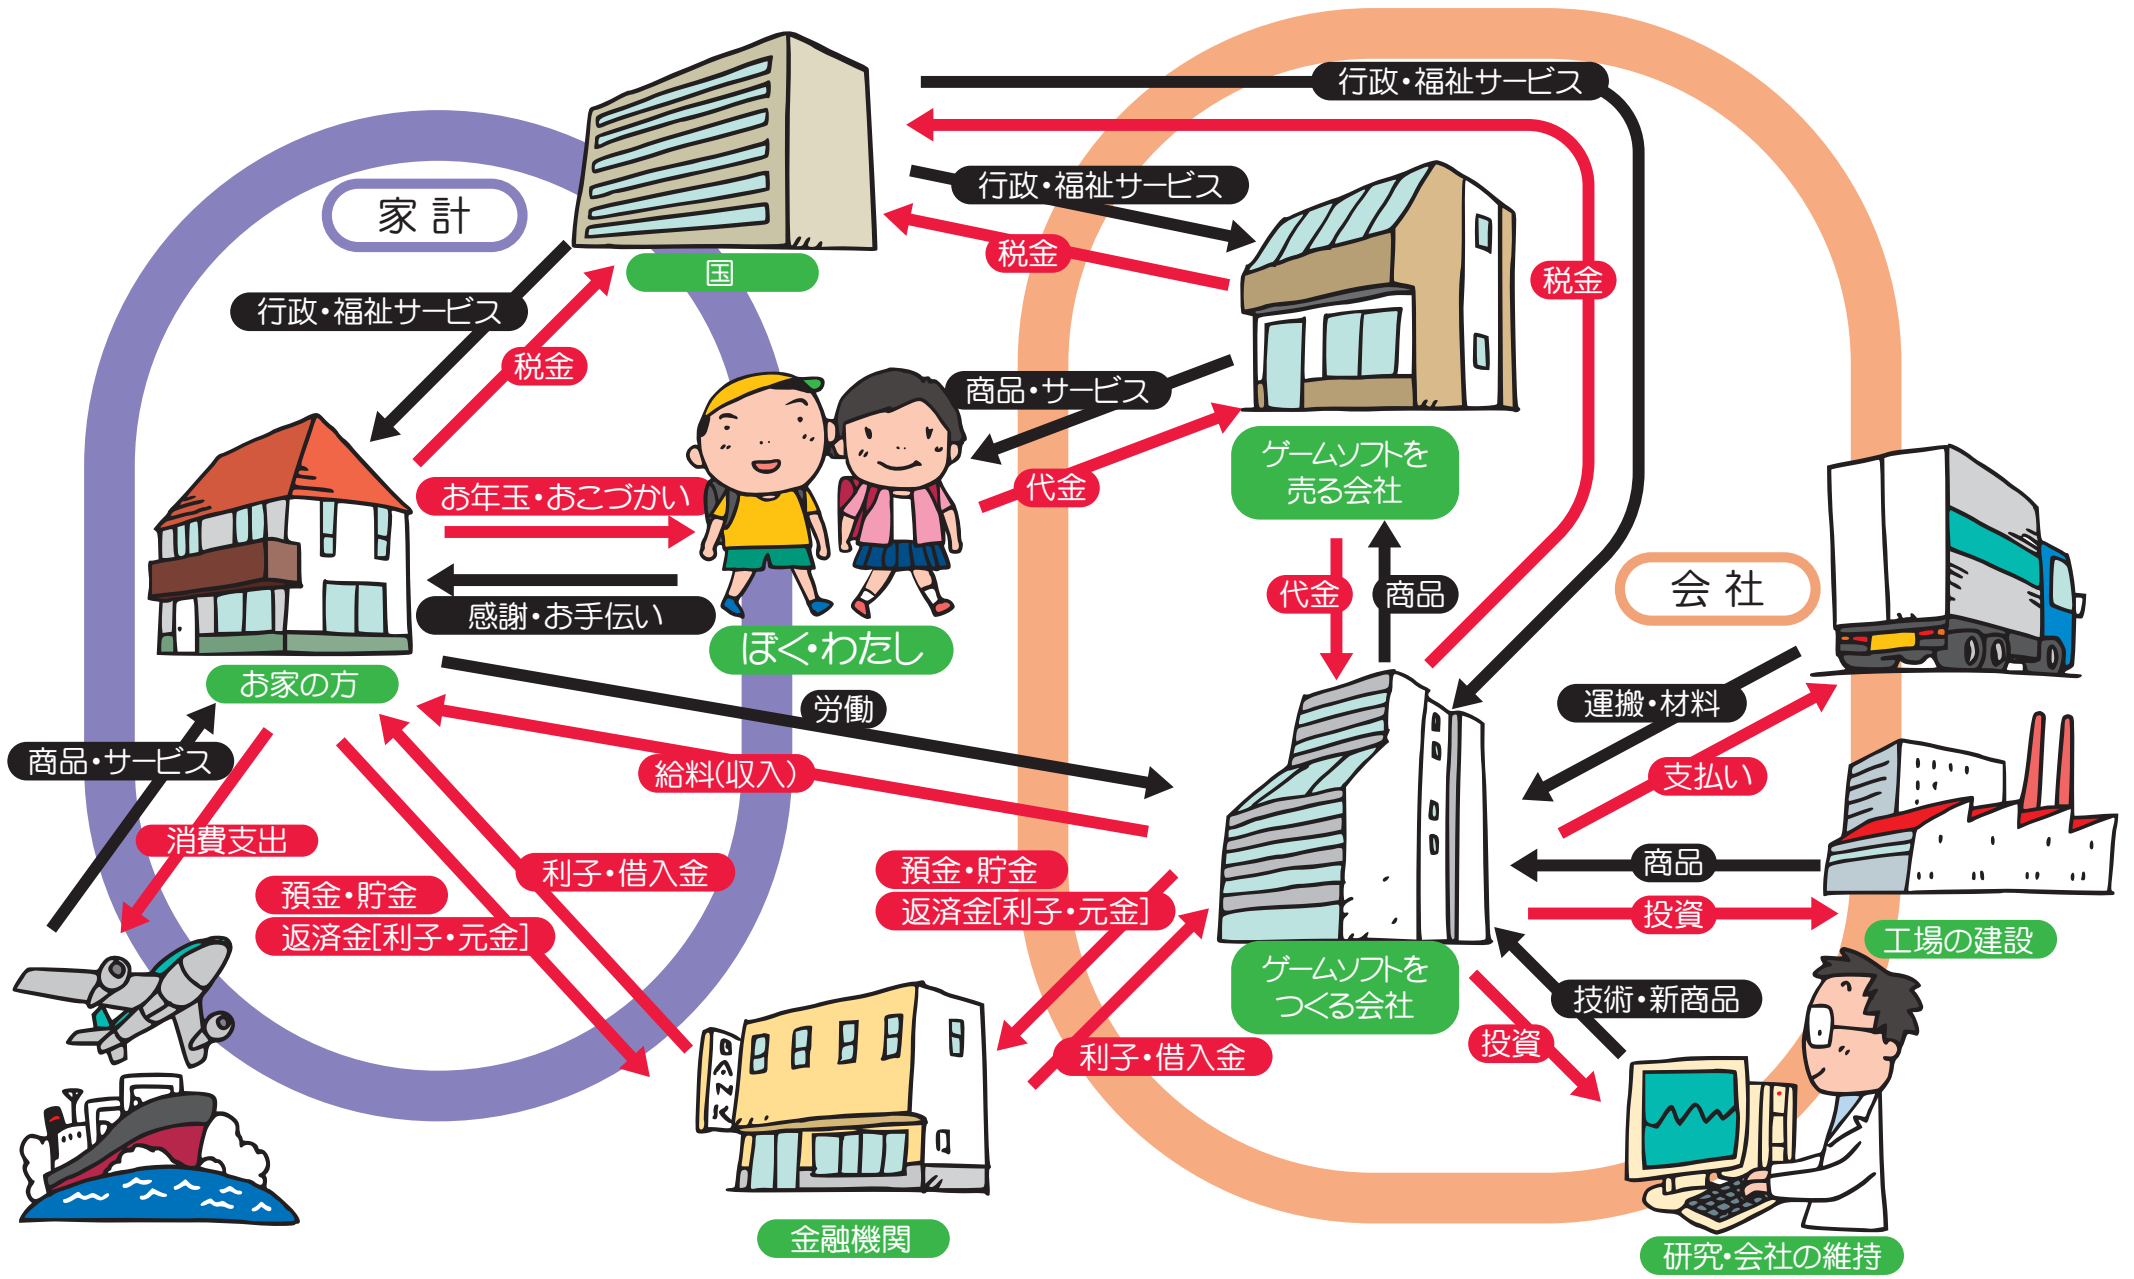 行政・福祉サービス
行政・福祉サービス
家計
税金
国
税金
行政・福祉サービス
税金
商品・サービス
ゲームソフトを
売る会社
お年玉・おこづかい
代金
感謝・お手伝い
代金
商品
会社
ぼく・わたし
お家の方
労働
運搬・材料
商品・サービス
給料(収入)
支払い
消費支出
利子・借入金
預金・貯金
返済金[利子・元金]
預金・貯金
返済金[利子・元金]
商品
投資
工場の建設
ゲームソフトを
つくる会社
技術・新商品
投資
利子・借入金
BANK
金融機関
研究・会社の維持